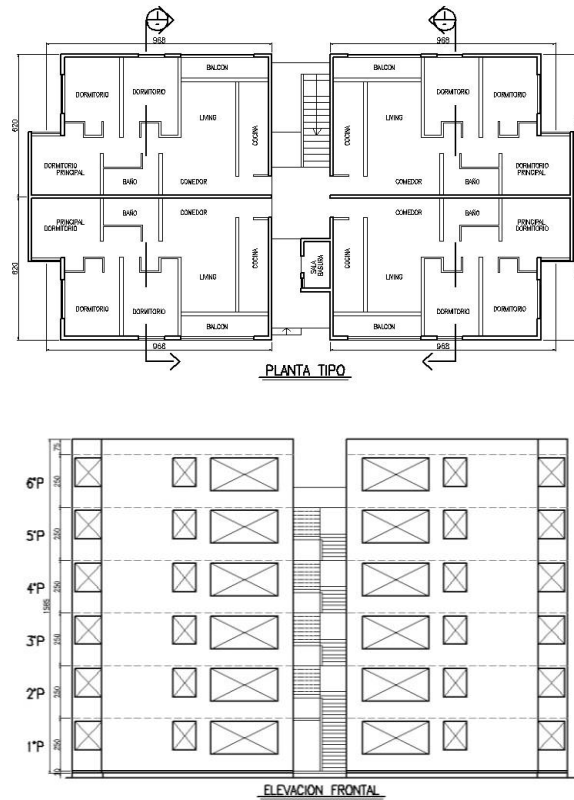 968
968
BALCON
BALCON
DORMITORIO
DORMITORIO
LIVING
COCINA
COCINA
LIVING
DORMITORIO
DORMITORIO
620
DORMITORIO
PRINCIPAL
BAÑO
COMEDOR
COMEDOR
BAÑO
DORMITORIO
PRINCIPAL
PRINCIPAL
DORMITORIO
BAÑO
COMEDOR
COMEDOR
BAÑO
PRINCIPAL
DORMITORIO
620
DORMITORIO
DORMITORIO
LIVING
COCINA
SALA
BASURA
COCINA
LIVING
DORMITORIO
DORMITORIO
BALCON
BALCON
968
968
PLANTA TIPO
75
6°P
250
5°P
250
4°P
250
1585
3°P
250
2°P
250
1°P
250
10
ELEVACION FRONTAL